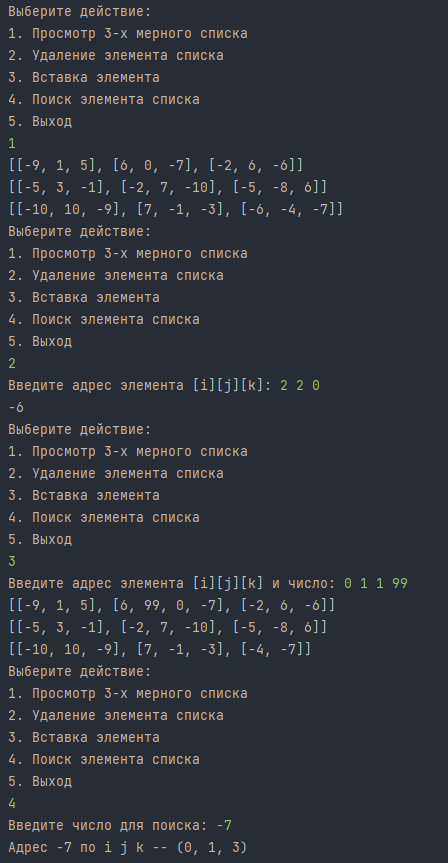 Выберите действие:
1. Просмотр 3-х мерного списка
2. Удаление элемента списка
3. Вставка элемента
4. Поиск элемента списка
5. Выход
1
[[-9, 1, 5], [6, 0, -7], [-2, 6, -6]]
[[-5, 3, -1], [-2, 7, -10], [-5, -8, 6]]
[[-10, 10, -9], [7, -1, -3], [-6, -4, -7]]
Выберите действие:
1. Просмотр 3-х мерного списка
2. Удаление элемента списка
3. Вставка элемента
4. Поиск элемента списка
5. Выход
2
Введите адрес элемента [i][j][k]: 2 2 0
-6
Выберите действие:
1. Просмотр 3-х мерного списка
2. Удаление элемента списка
3. Вставка элемента
4. Поиск элемента списка
5. Выход
3
Введите адрес элемента [i][j][k] и число: 0 1 1 99
[[-9, 1, 5], [6, 99, 0, -7], [-2, 6, -6]]
[[-5, 3, -1], [-2, 7, -10], [-5, -8, 6]]
[[-10, 10, -9], [7, -1, -3], [-4, -7]]
Выберите действие:
1. Просмотр 3-х мерного списка
2. Удаление элемента списка
3. Вставка элемента
4. Поиск элемента списка
5. Выход
4
Введите число для поиска: -7
Адрес -7 по i j k -- (0, 1, 3)